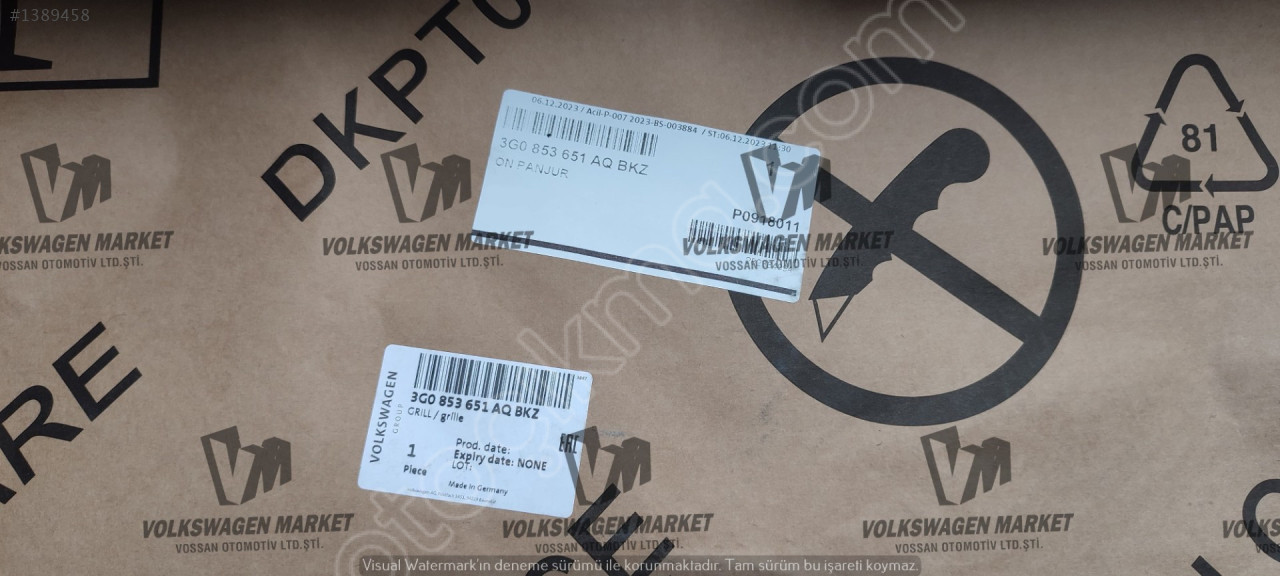 #1389458
DKPTU
06.12.2023 / Acil-P-007 2023-BS-003884 / ST:06.12.2023 11:30
3G0 853 651 AQ BKZ
ON PANJUR
1
P0918011
81
C/PAP
VOLKSWAGEN MARKET
VOSSAN OTOMOTİV LTD.ŞTİ.
VOLKSWAGEN MARKET
VOSSAN OTOMOTİV LTD.ŞTİ.
VOLKSWAGEN MARKET
VOSSAN OTOMOTİV LTD.ŞTİ.
VOLKSWAGEN MARKET
VOSSAN OTOMOTİV LTD.ŞTİ.
VOLKSWAGEN
GROUP
3G0 853 651 AQ BKZ
GRILL / grille
1
Piece
Prod. date:
Expiry date: NONE
LOT:
Made in Germany
EAC
VOLKSWAGEN MARKET
VOSSAN OTOMOTİV LTD.ŞTİ.
VOLKSWAGEN MARKET
VOSSAN OTOMOTİV LTD.ŞTİ.
VOLKSWAGEN MARKET
VOSSAN OTOMOTİV LTD.ŞTİ.
Visual Watermark'ın deneme sürümü ile korunmaktadır. Tam sürüm bu işareti koymaz.